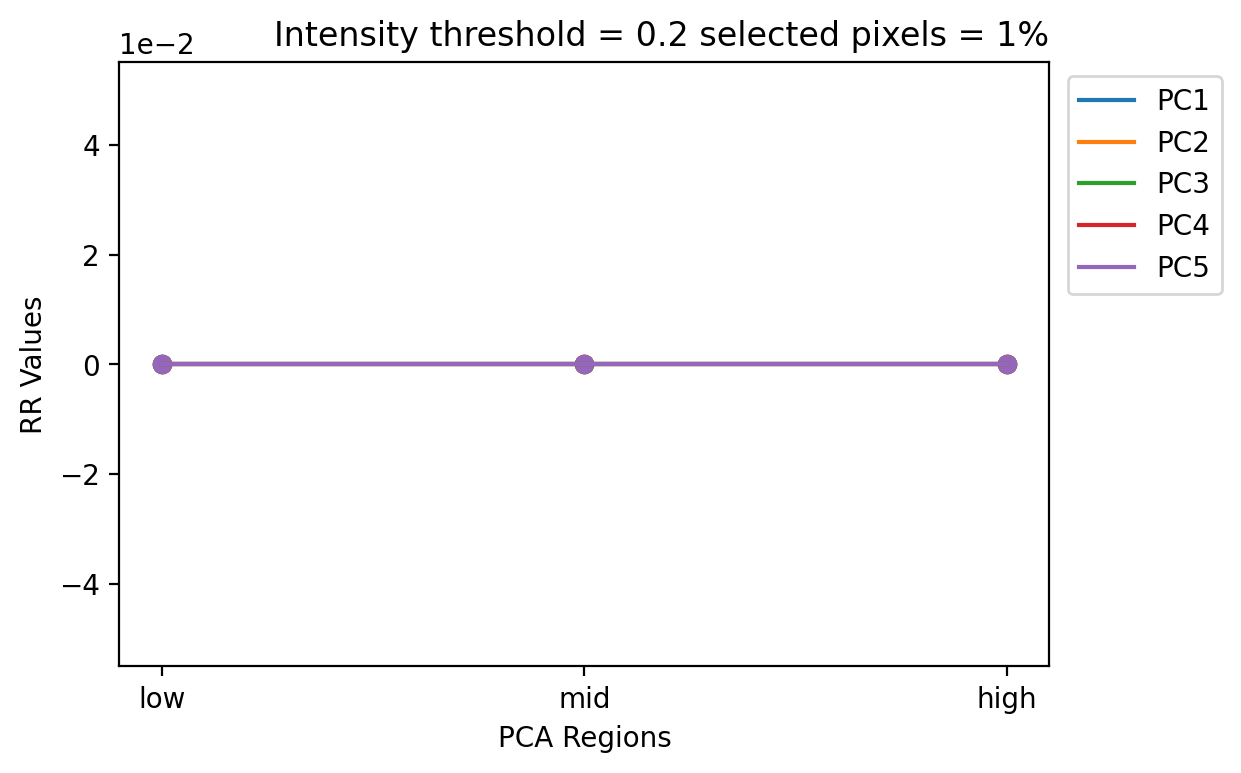 Intensity threshold = 0.2 selected pixels = 1%
1e−2
4
2
0
−2
−4
RR Values
low
mid
high
PCA Regions
PC1
PC2
PC3
PC4
PC5